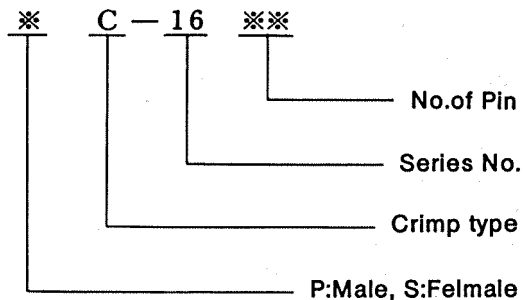 ※ C－16 ※※
No.of Pin
Series No.
Crimp type
P:Male, S:Felmale